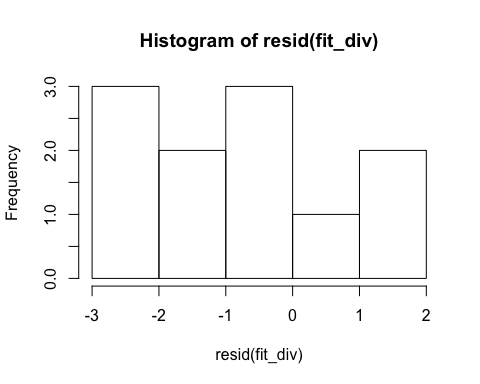 Histogram of resid(fit_div)
Frequency
3.0
2.0
1.0
0.0
-3 -2 -1 0 1 2
resid(fit_div)